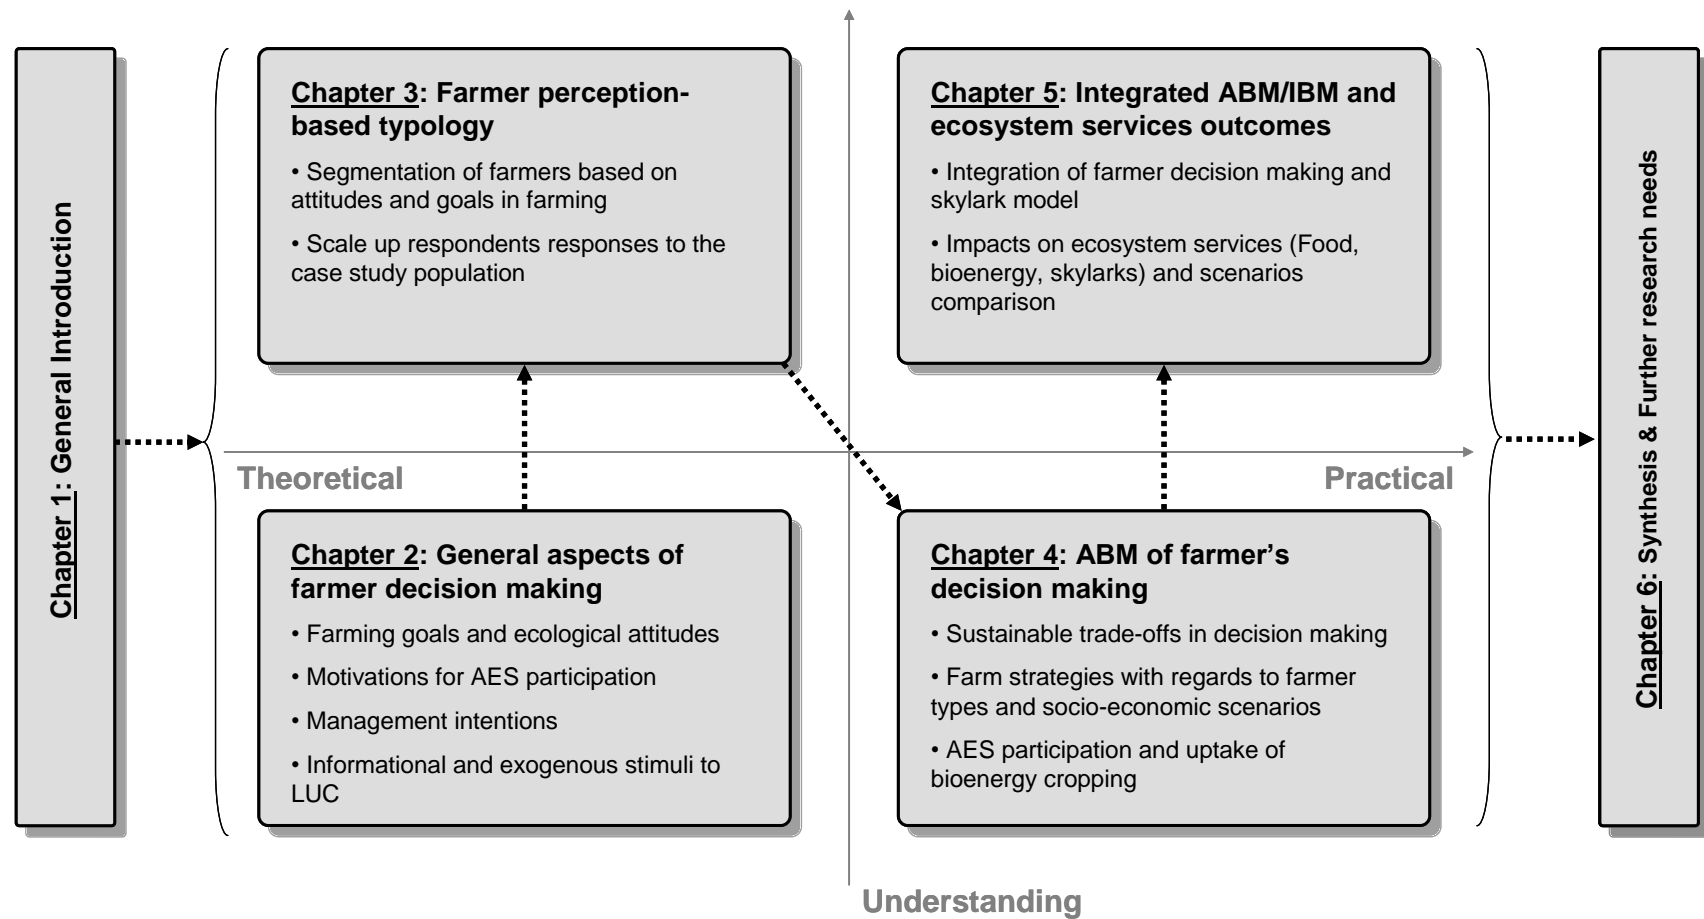 Chapter 1: General Introduction
Chapter 3: Farmer perception-
based typology
• Segmentation of farmers based on
attitudes and goals in farming
• Scale up respondents responses to the
case study population
Chapter 5: Integrated ABM/IBM and
ecosystem services outcomes
• Integration of farmer decision making and
skylark model
• Impacts on ecosystem services (Food,
bioenergy, skylarks) and scenarios
comparison
Theoretical
Practical
Chapter 2: General aspects of
farmer decision making
• Farming goals and ecological attitudes
• Motivations for AES participation
• Management intentions
• Informational and exogenous stimuli to
LUC
Chapter 4: ABM of farmer’s
decision making
• Sustainable trade-offs in decision making
• Farm strategies with regards to farmer
types and socio-economic scenarios
• AES participation and uptake of
bioenergy cropping
Understanding
Chapter 6: Synthesis & Further research needs